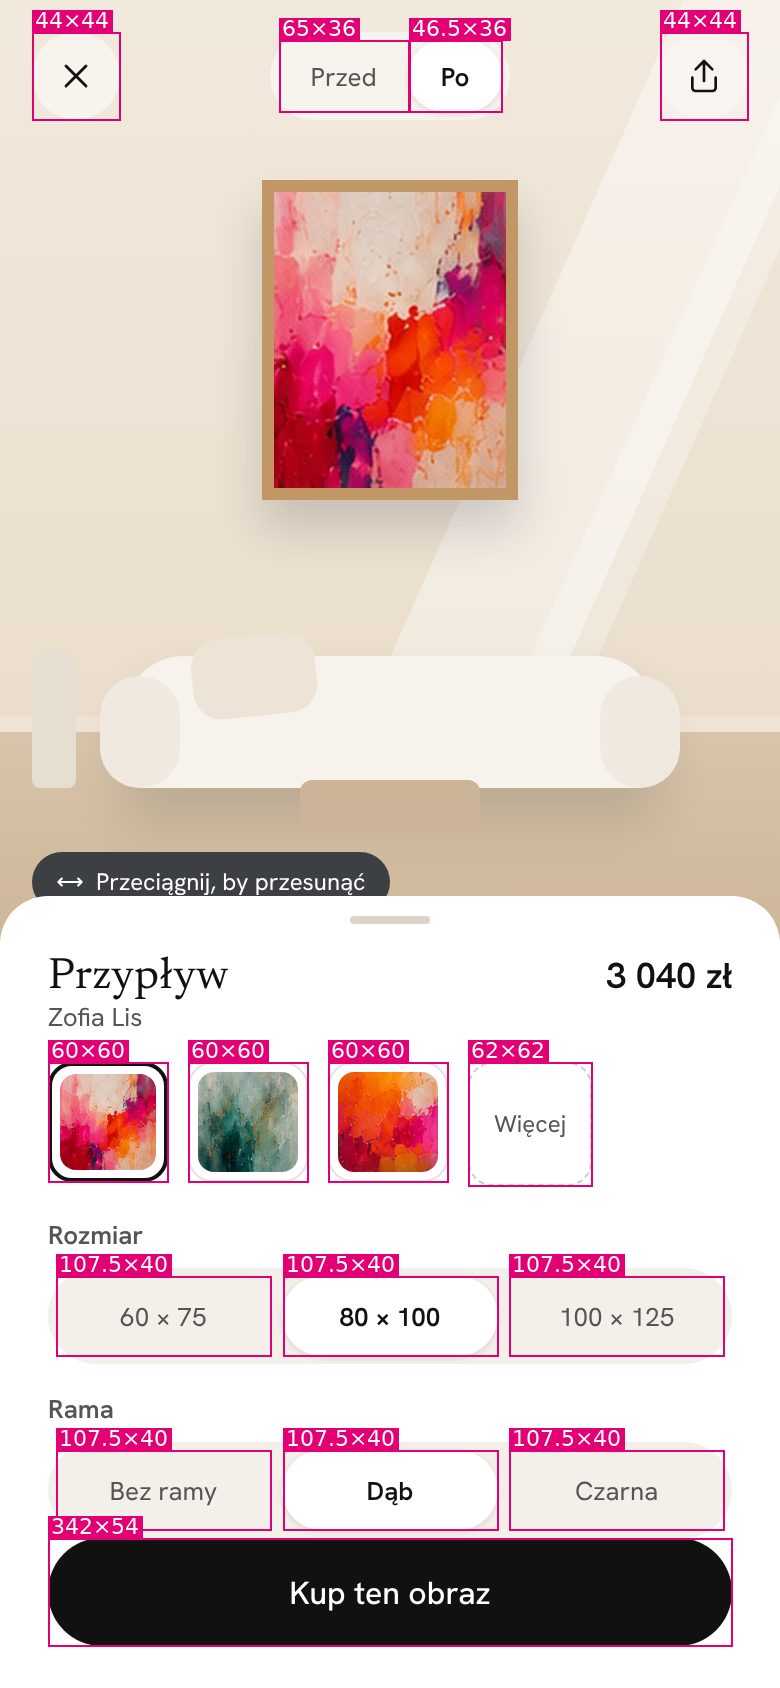 44×44
65×36
46.5×36
44×44
Przed
Po
Przeciągnij, by przesunąć
Przypływ
3 040 zł
Zofia Lis
60×60
60×60
60×60
62×62
Więcej
Rozmiar
107.5×40
107.5×40
107.5×40
60 × 75
80 × 100
100 × 125
Rama
107.5×40
107.5×40
107.5×40
Bez ramy
Dąb
Czarna
342×54
Kup ten obraz